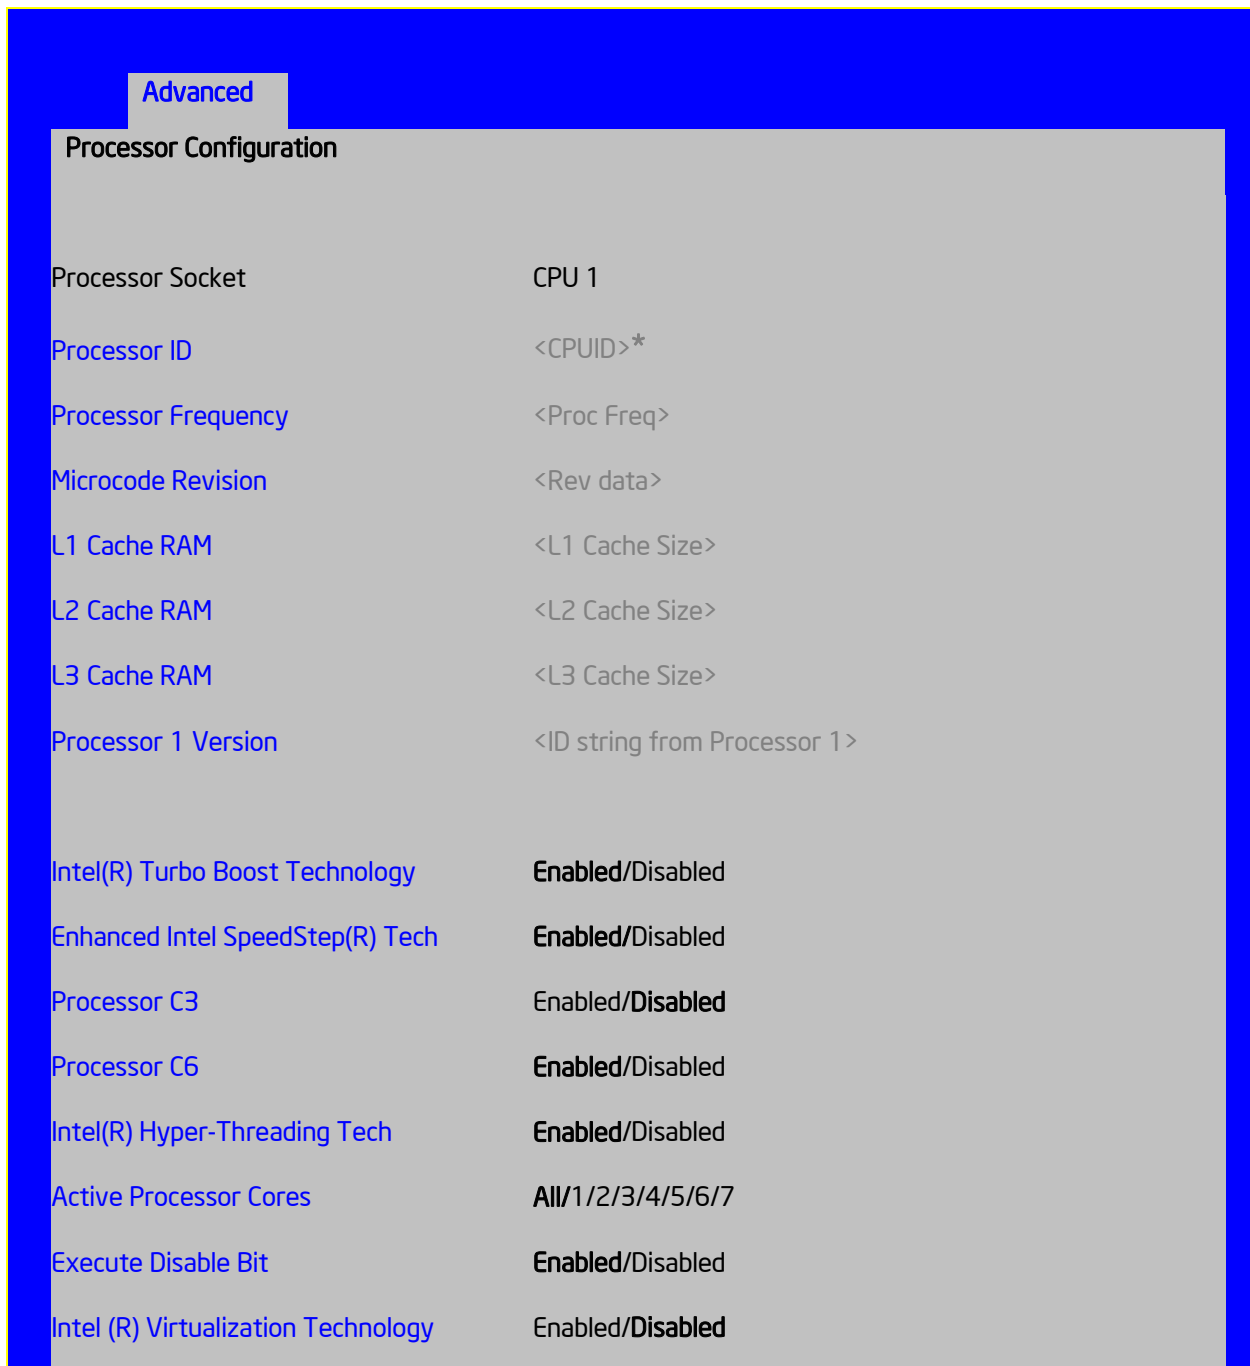 Advanced
Processor Configuration
Processor Socket CPU 1
Processor ID <CPUID>*
Processor Frequency <Proc Freq>
Microcode Revision <Rev data>
L1 Cache RAM <L1 Cache Size>
L2 Cache RAM <L2 Cache Size>
L3 Cache RAM <L3 Cache Size>
Processor 1 Version <ID string from Processor 1>
Intel(R) Turbo Boost Technology Enabled/Disabled
Enhanced Intel SpeedStep(R) Tech Enabled/Disabled
Processor C3 Enabled/Disabled
Processor C6 Enabled/Disabled
Intel(R) Hyper-Threading Tech Enabled/Disabled
Active Processor Cores All/1/2/3/4/5/6/7
Execute Disable Bit Enabled/Disabled
Intel (R) Virtualization Technology Enabled/Disabled